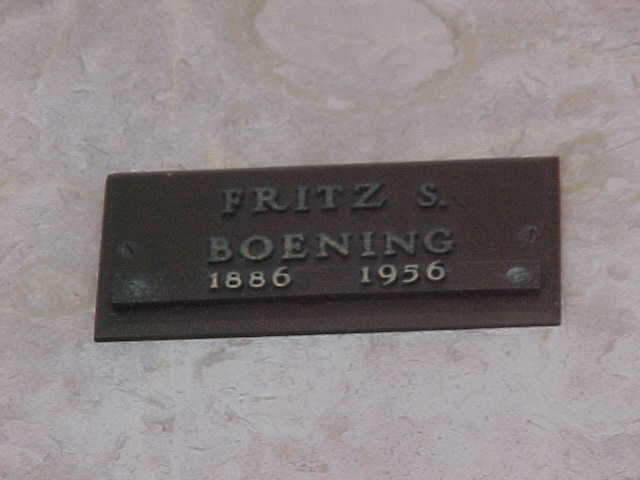 FRITZ S.
BOENING
1886 1956